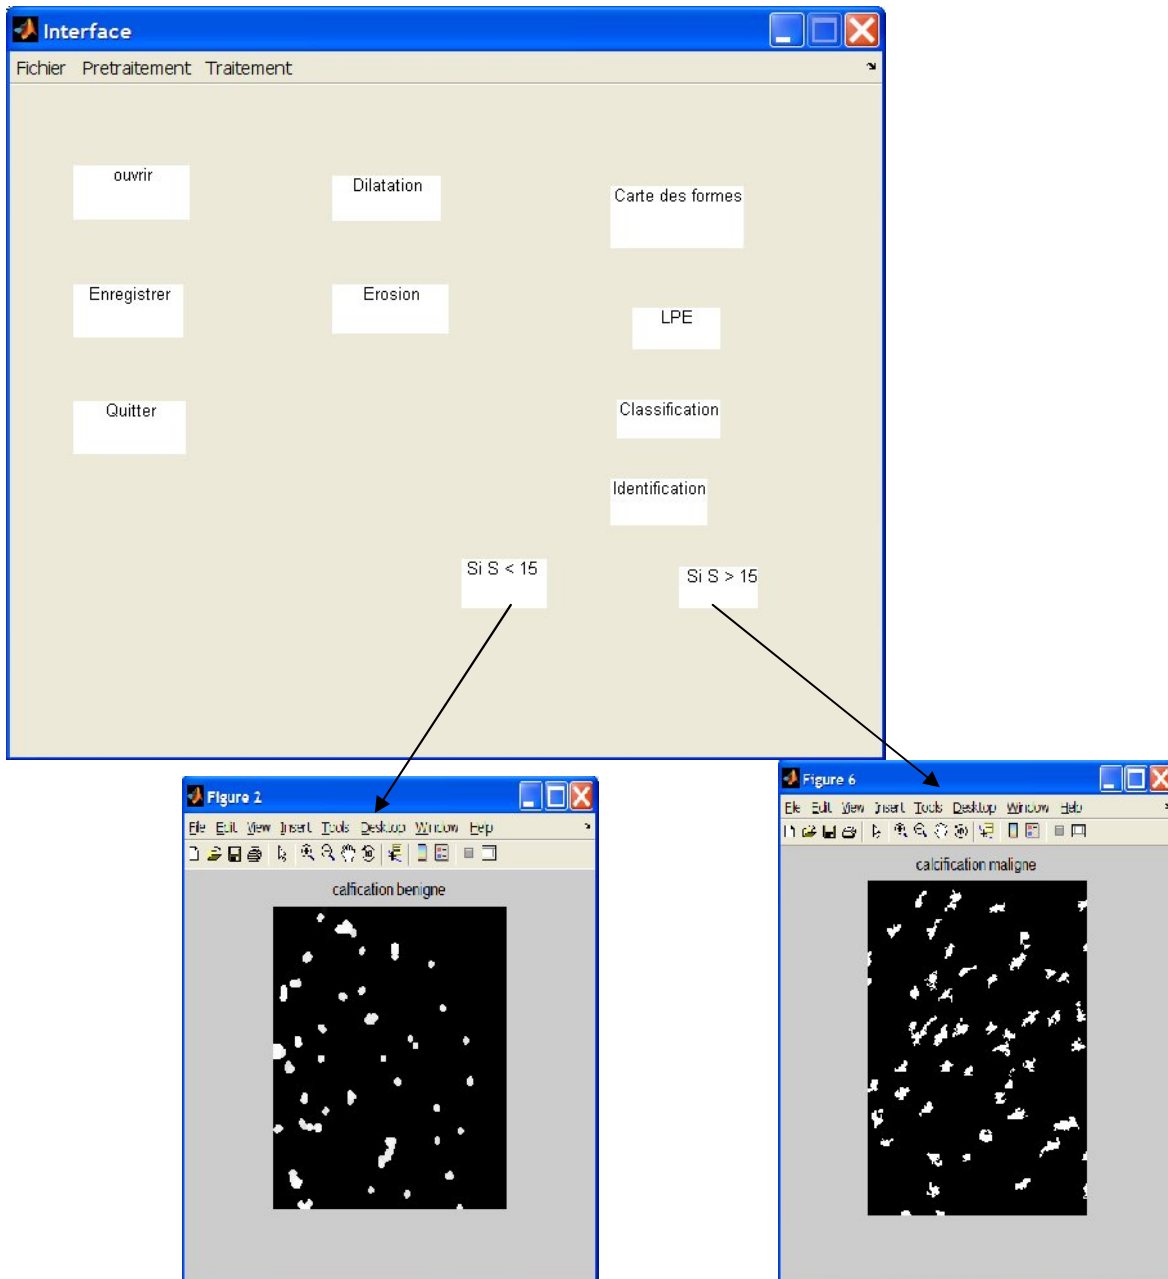 Interface
Fichier Pretraitement Traitement
ouvrir
Dilatation
Carte des formes
Enregistrer
Erosion
LPE
Quitter
Classification
Identification
Si S < 15
Si S > 15
Figure 2
File Edit View Insert Tools Desktop Window Help
calfication benigne
Figure 6
File Edit View Insert Tools Desktop Window Help
calcification maligne